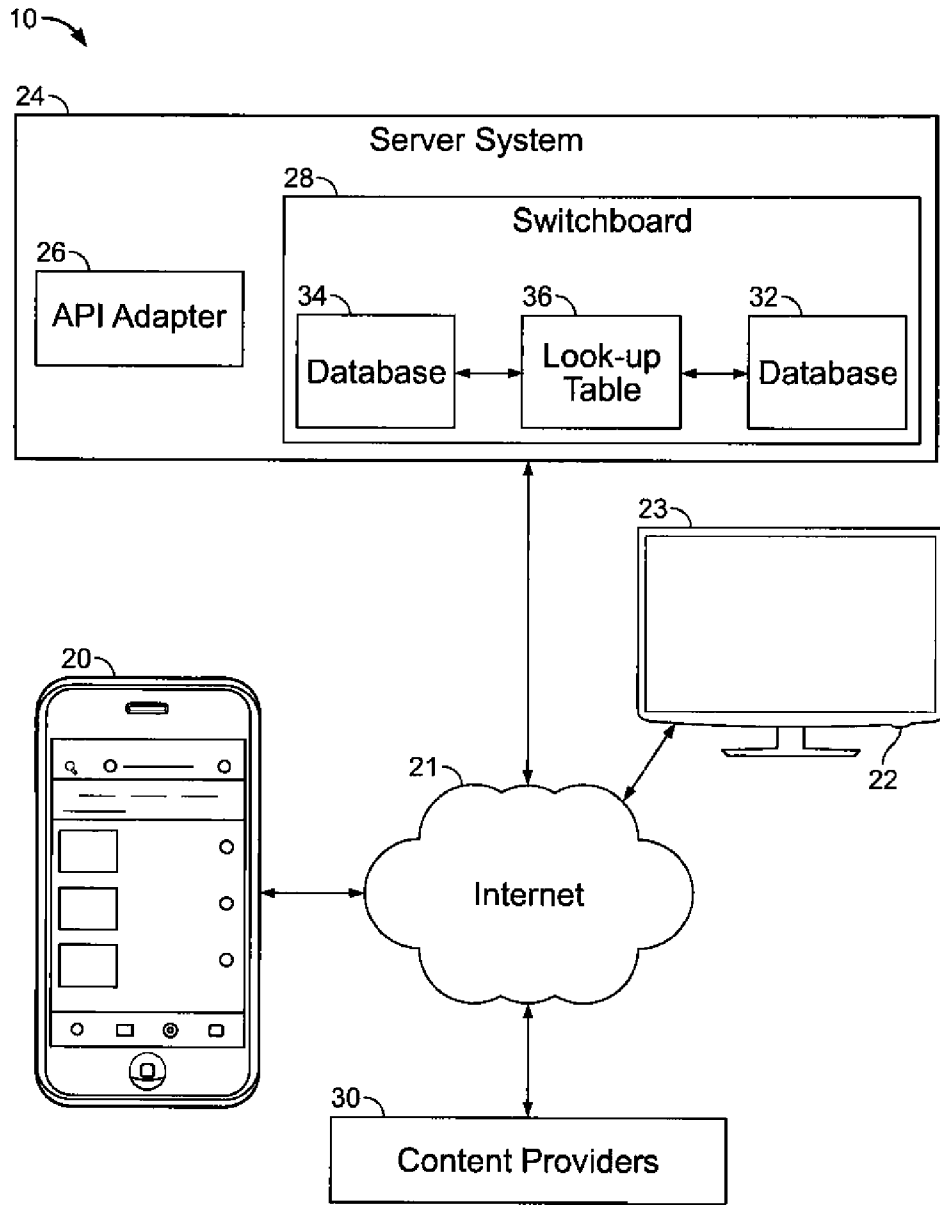 10
24
Server System
28
Switchboard
26
API Adapter
34
Database
36
Look-up
Table
32
Database
23
22
20
21
Internet
30
Content Providers